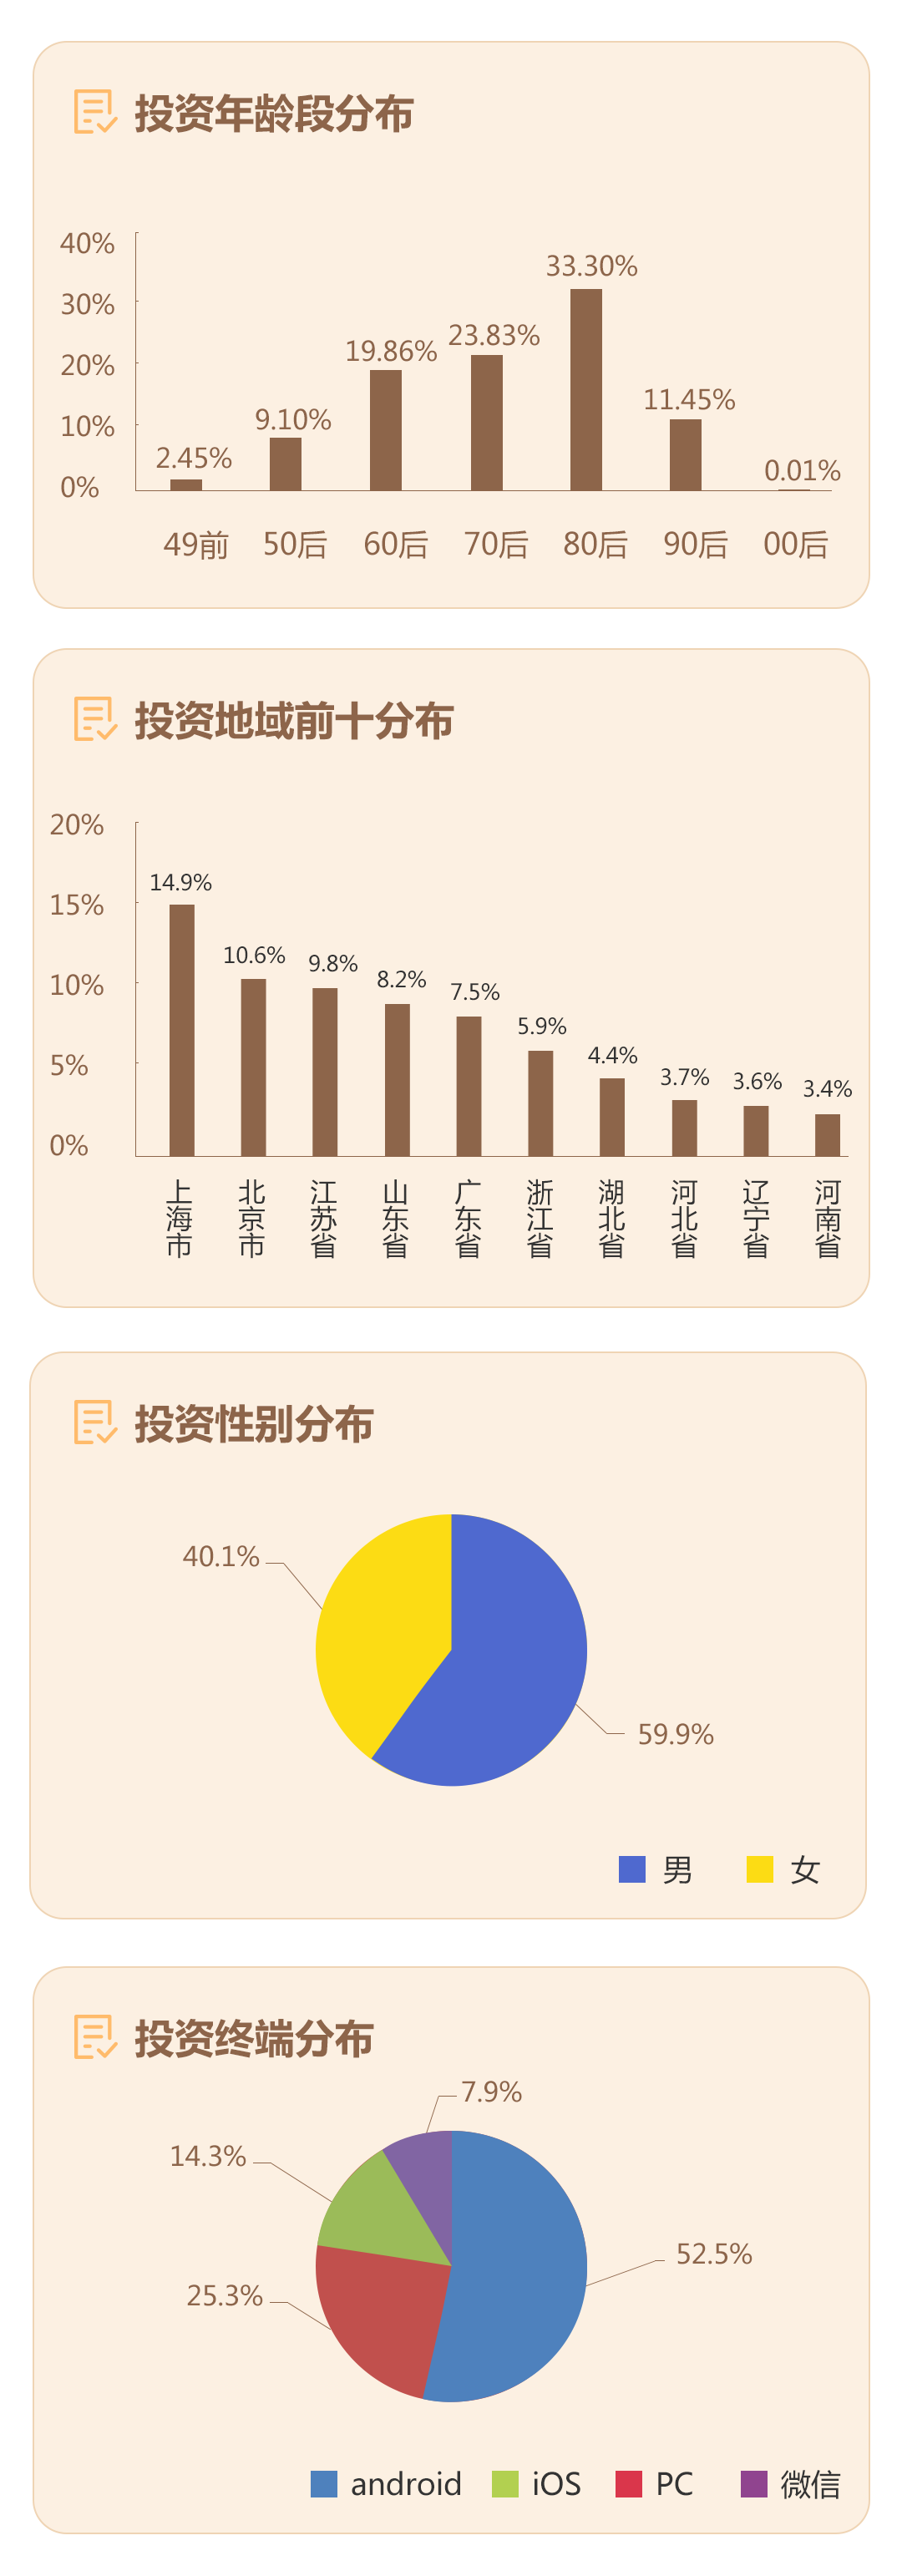 投资年龄段分布
40%
30%
20%
10%
0%
2.45%
9.10%
19.86%
23.83%
33.30%
11.45%
0.01%
49前 50后 60后 70后 80后 90后 00后
投资地域前十分布
20%
15%
10%
5%
0%
14.9%
10.6%
9.8%
8.2%
7.5%
5.9%
4.4%
3.7%
3.6%
3.4%
上海市
北京市
江苏省
山东省
广东省
浙江省
湖北省
河北省
辽宁省
河南省
投资性别分布
40.1%
59.9%
男 女
投资终端分布
7.9%
14.3%
52.5%
25.3%
android iOS PC 微信